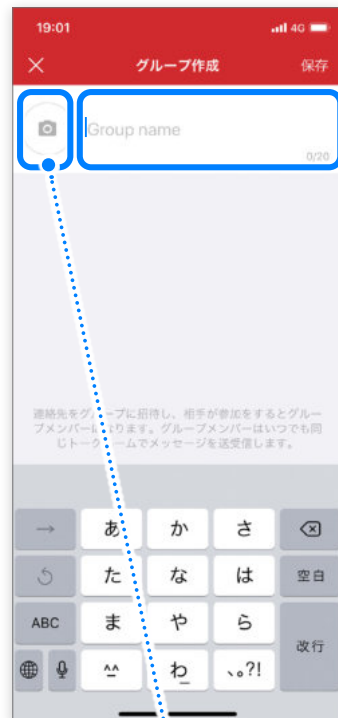 19:01 4G
グループ作成 保存
Group name
0/20
連絡先をグループに招待し、相手が参加をするとグルー
プメンバーになります。グループメンバーはいつでも同
じトークルームでメッセージを送受信します。
→ あ か さ
た な は 空白
ABC ま や ら
改行
^^ わ 、。?!